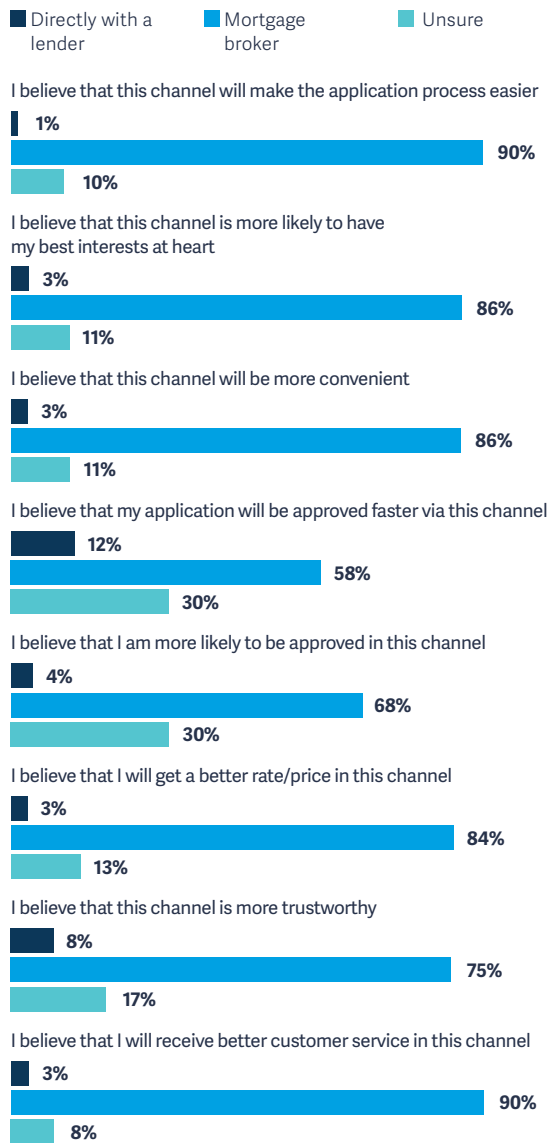 Directly with a lender
Mortgage broker
Unsure
I believe that this channel will make the application process easier
1%
90%
10%
I believe that this channel is more likely to have
my best interests at heart
3%
86%
11%
I believe that this channel will be more convenient
3%
86%
11%
I believe that my application will be approved faster via this channel
12%
58%
30%
I believe that I am more likely to be approved in this channel
4%
68%
30%
I believe that I will get a better rate/price in this channel
3%
84%
13%
I believe that this channel is more trustworthy
8%
75%
17%
I believe that I will receive better customer service in this channel
3%
90%
8%